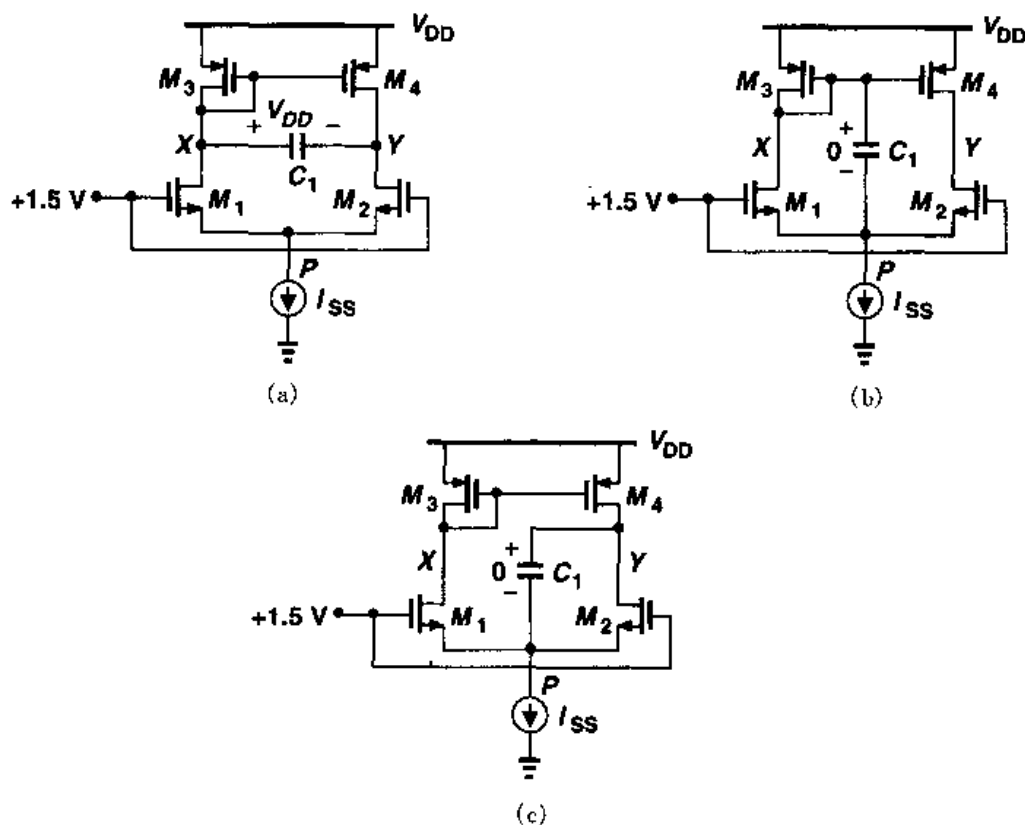 V_DD
M_3
M_4
+ V_DD −
X
Y
C_1
+1.5 V
M_1
M_2
P
I_SS
(a)
V_DD
M_3
M_4
X
+
0
−
C_1
Y
+1.5 V
M_1
M_2
P
I_SS
(b)
V_DD
M_3
M_4
X
+
0
−
C_1
Y
+1.5 V
M_1
M_2
P
I_SS
(c)